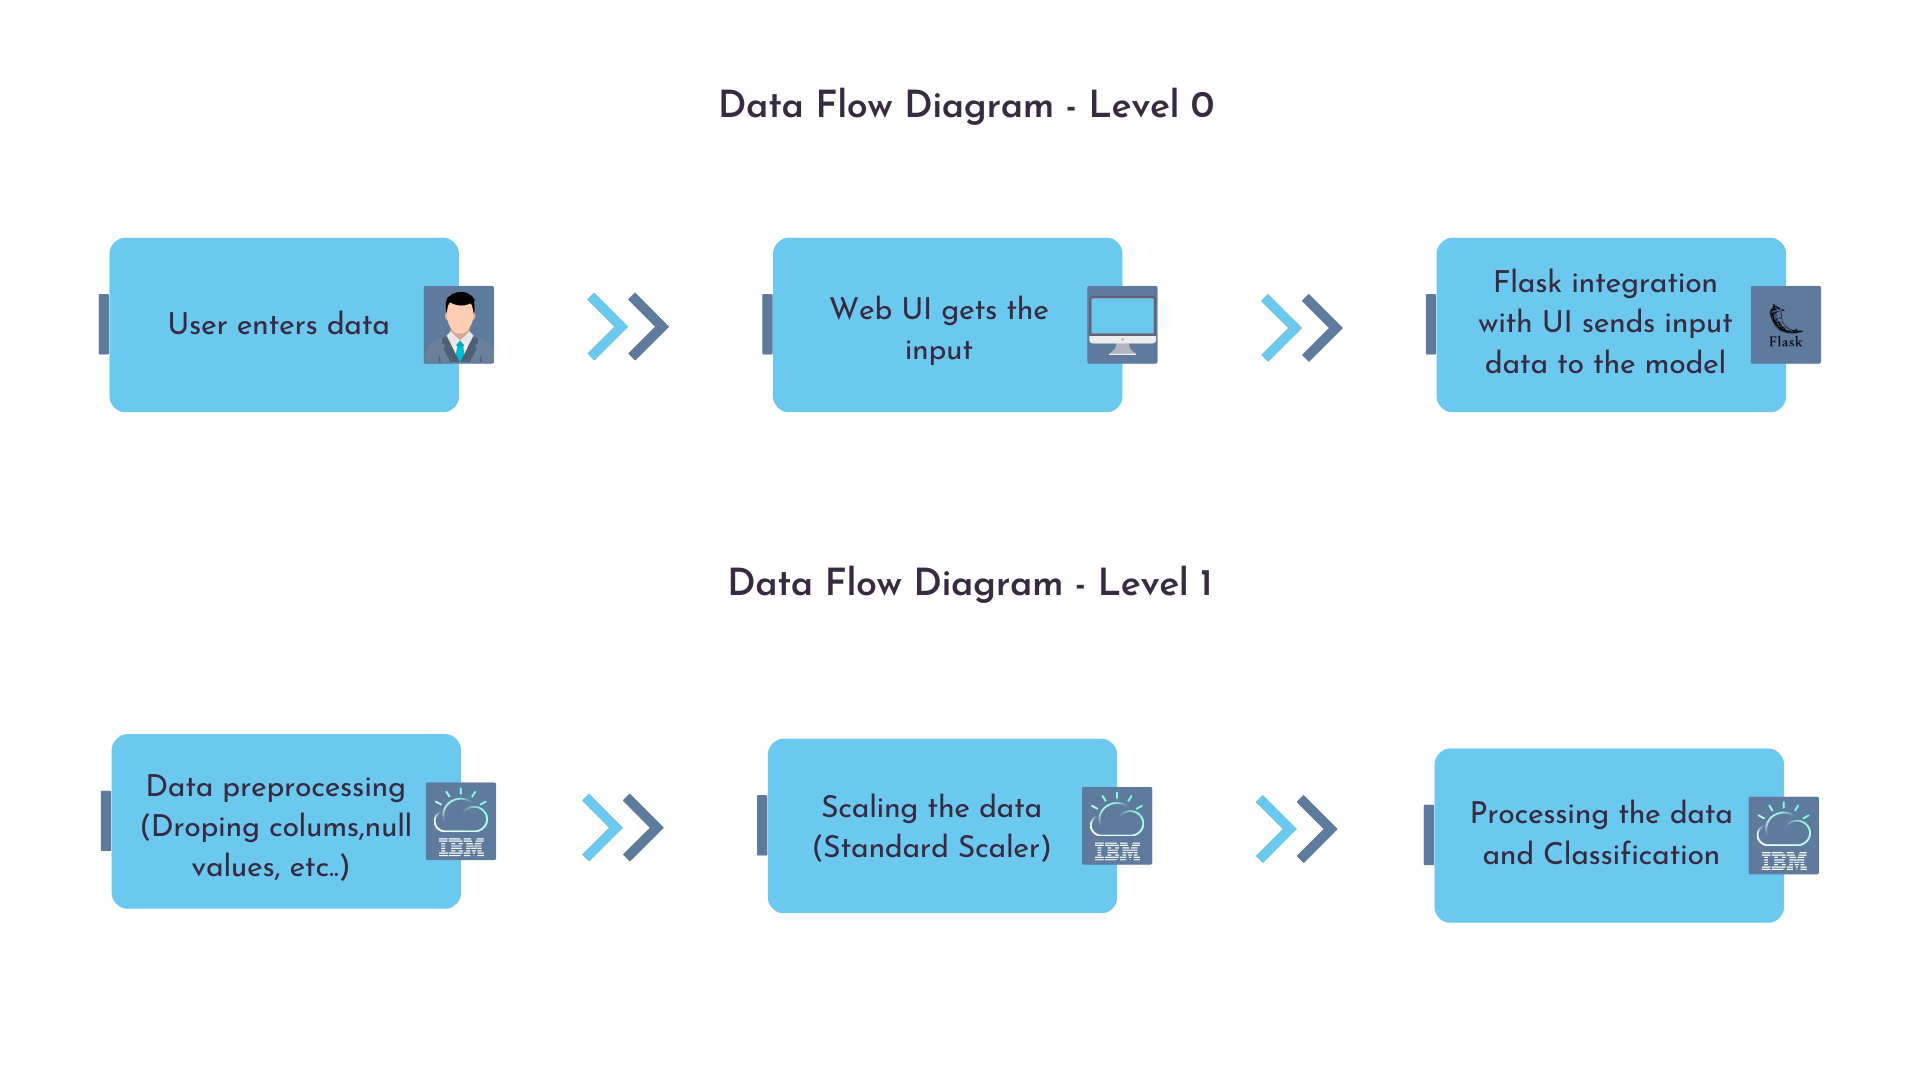 Data Flow Diagram - Level 0
User enters data
Web UI gets the
input
Flask integration
with UI sends input
data to the model
Flask
Data Flow Diagram - Level 1
Data preprocessing
(Droping colums,null
values, etc..)
IBM
Scaling the data
(Standard Scaler)
IBM
Processing the data
and Classification
IBM